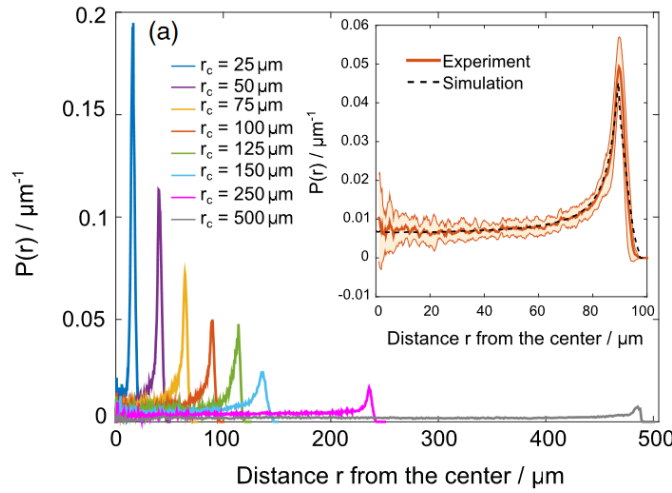 (a)
r_c = 25 µm
r_c = 50 µm
r_c = 75 µm
r_c = 100 µm
r_c = 125 µm
r_c = 150 µm
r_c = 250 µm
r_c = 500 µm
P(r) / µm⁻¹
0.2
0.15
0.1
0.05
0
0 100 200 300 400 500
Distance r from the center / µm
Experiment
Simulation
P(r) / µm⁻¹
0.06
0.05
0.04
0.03
0.02
0.01
0
-0.01
0 20 40 60 80 100
Distance r from the center / µm